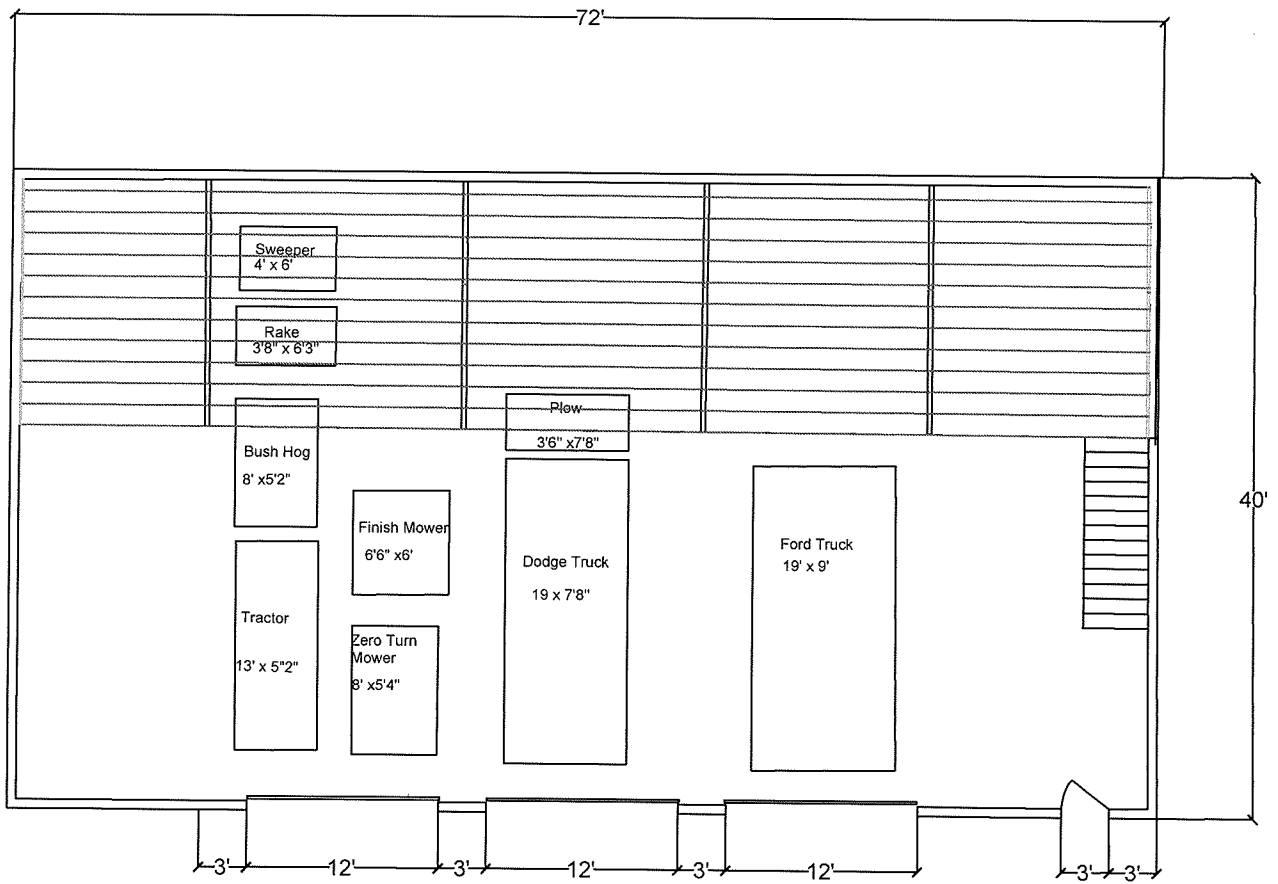 72'
Sweeper
4' x 6'
Rake
3'8" x 6'3"
Plow
3'6" x7'8"
Bush Hog
8' x5'2"
40'
Finish Mower
6'6" x6'
Dodge Truck
19 x 7'8"
Ford Truck
19' x 9'
Tractor
13' x 5"2"
Zero Turn
Mower
8' x5'4"
3'
12'
3'
12'
3'
12'
3'
3'